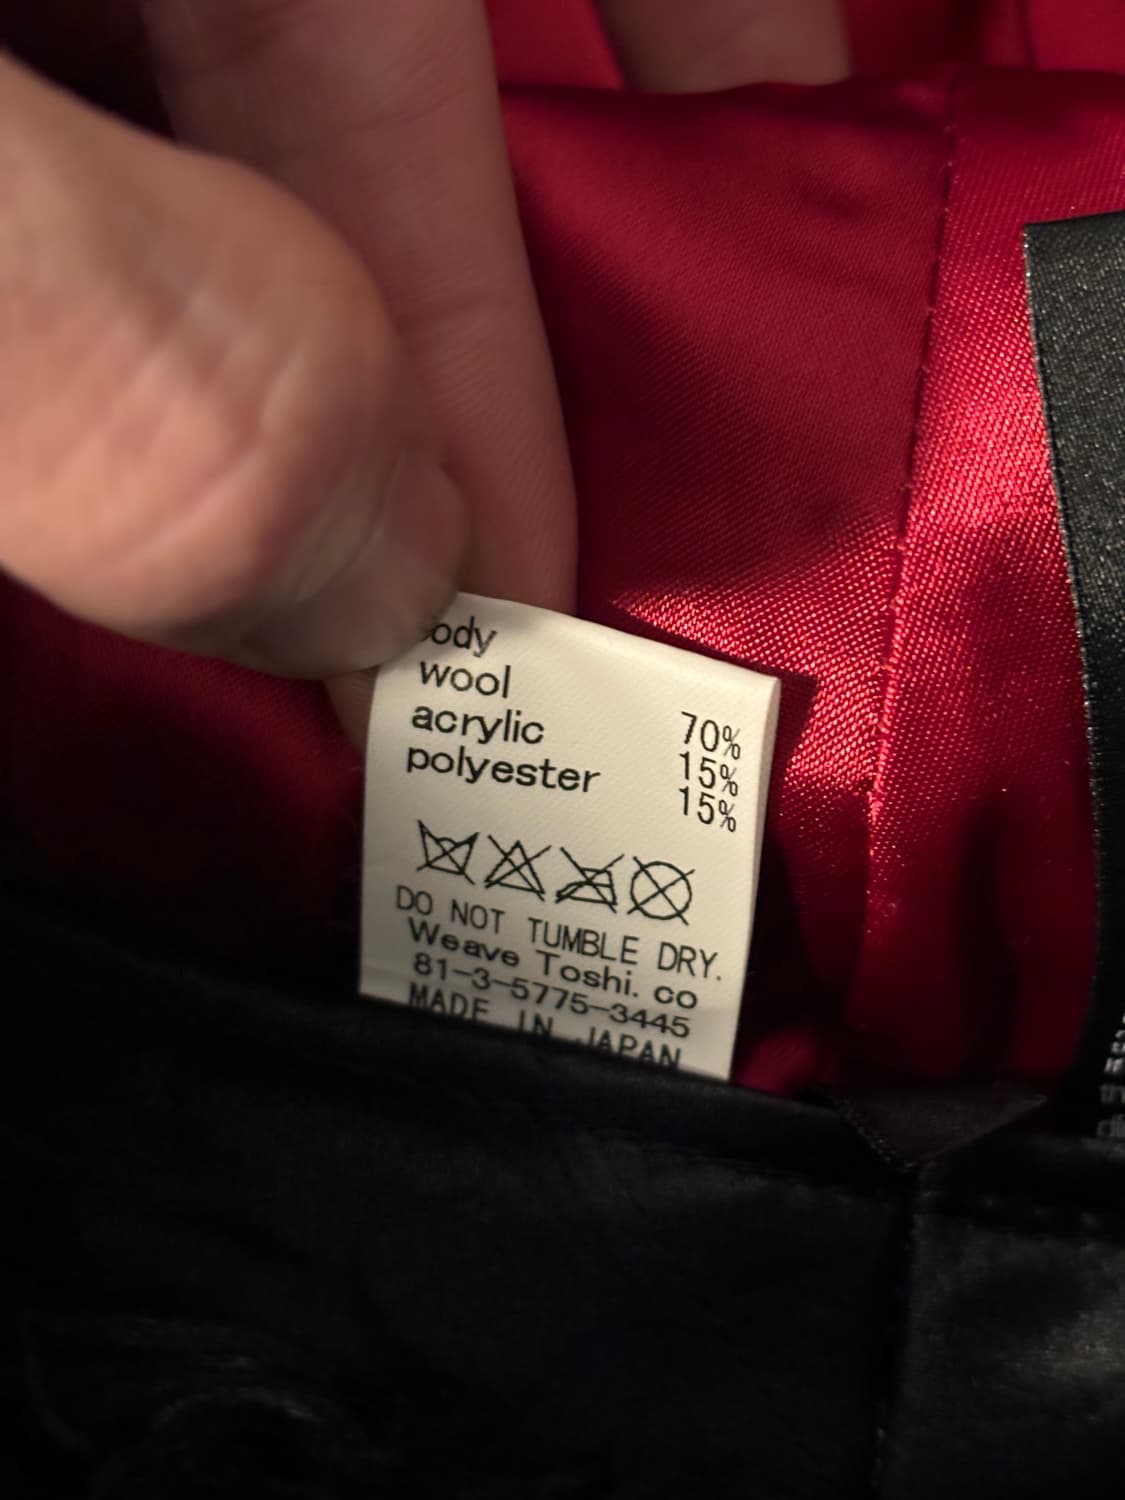 ody
wool 70%
acrylic 15%
polyester 15%
DO NOT TUMBLE DRY.
Weave Toshi. co
81-3-5775-3445
MADE IN JAPAN